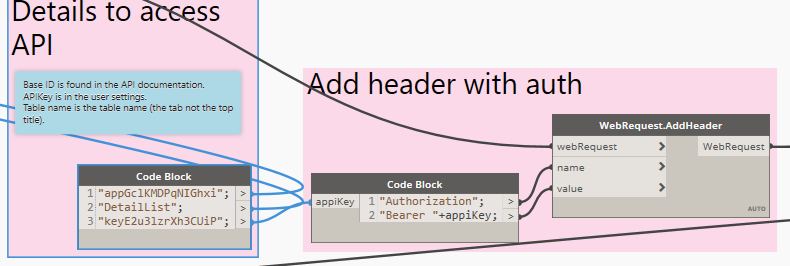 Details to access
API
Base ID is found in the API documentation.
APIKey is in the user settings.
Table name is the table name (the tab not the top
title).
Code Block
1 "appGclKMDPqNIGhxi"; >
2 "DetailList"; >
3 "keyE2u3lzrXh3CUiP"; >
Add header with auth
Code Block
appiKey 1 "Authorization"; >
2 "Bearer "+appiKey; >
WebRequest.AddHeader
webRequest > WebRequest
name >
value >
AUTO